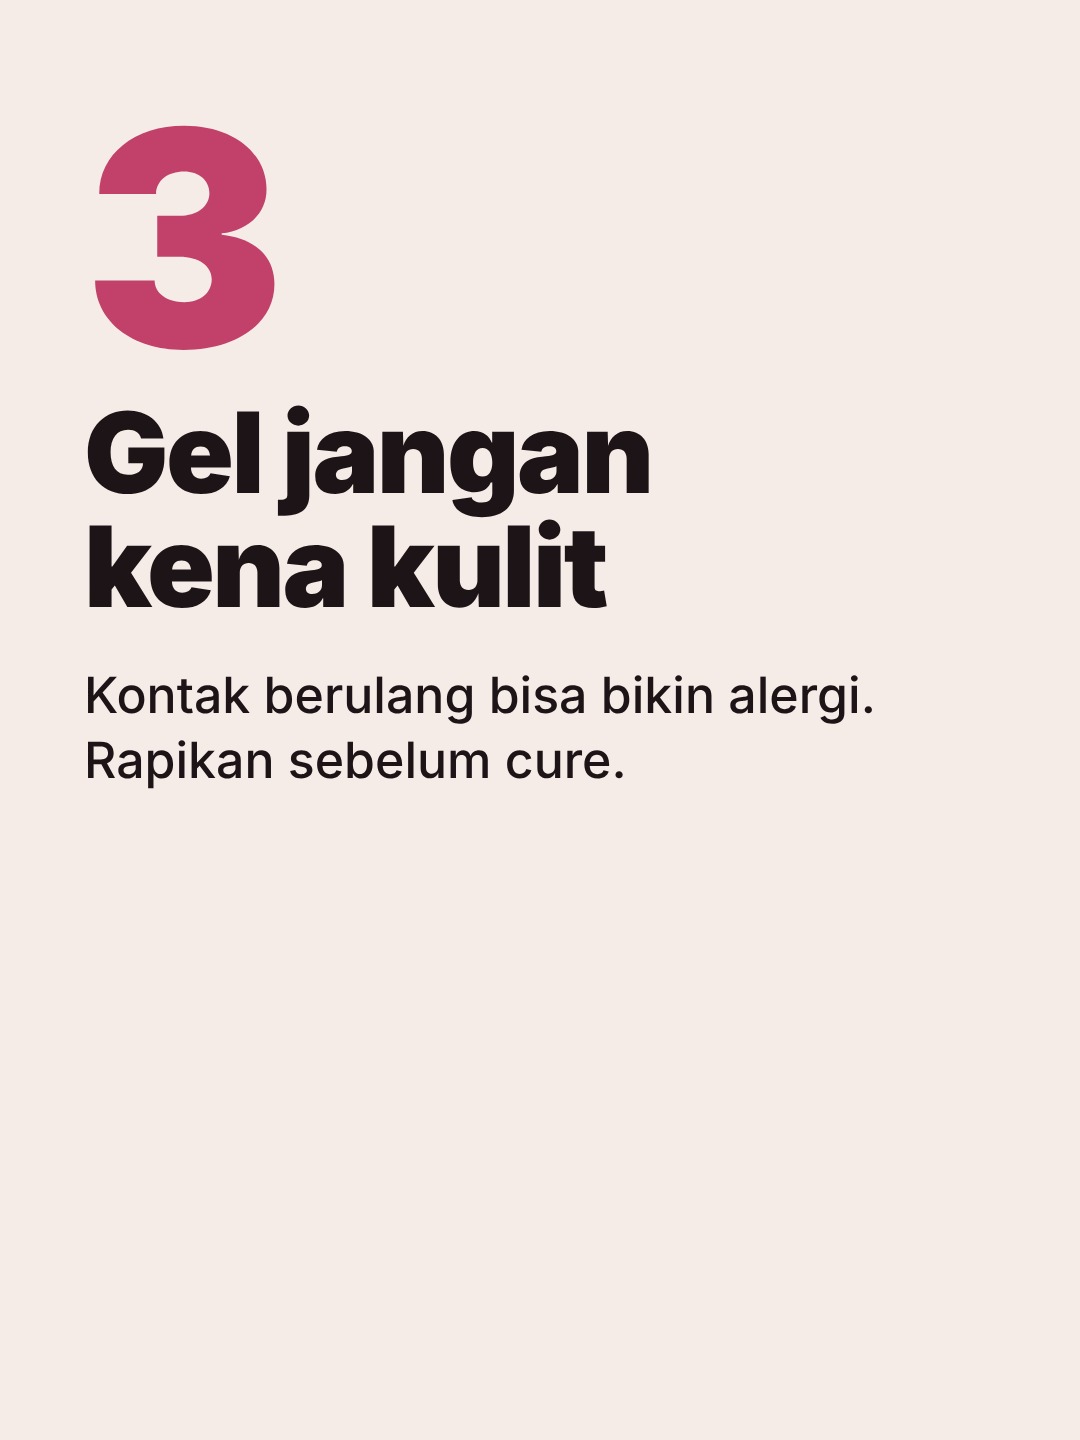 3
Gel jangan
kena kulit
Kontak berulang bisa bikin alergi.
Rapikan sebelum cure.